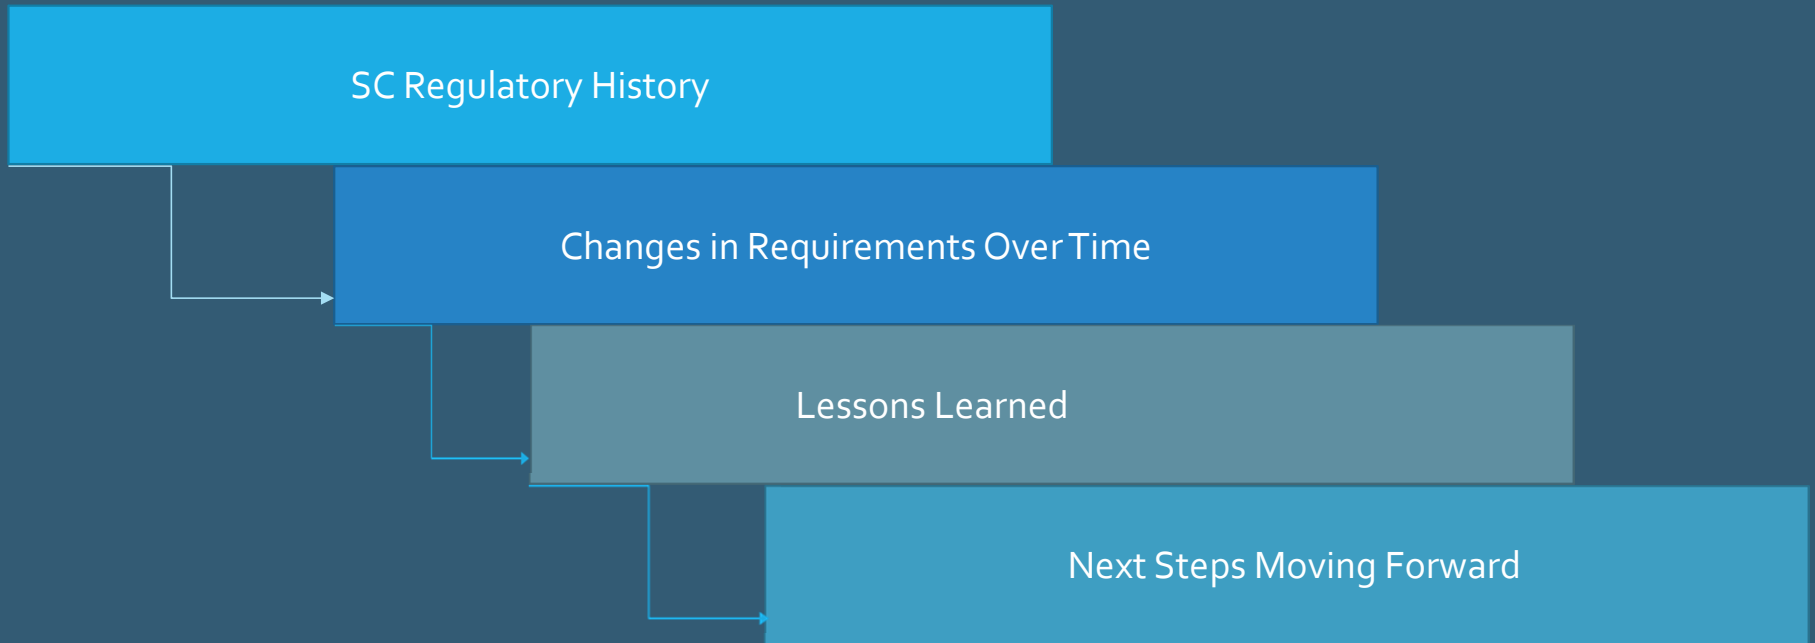 SC Regulatory History
Changes in Requirements Over Time
Lessons Learned
Next Steps Moving Forward